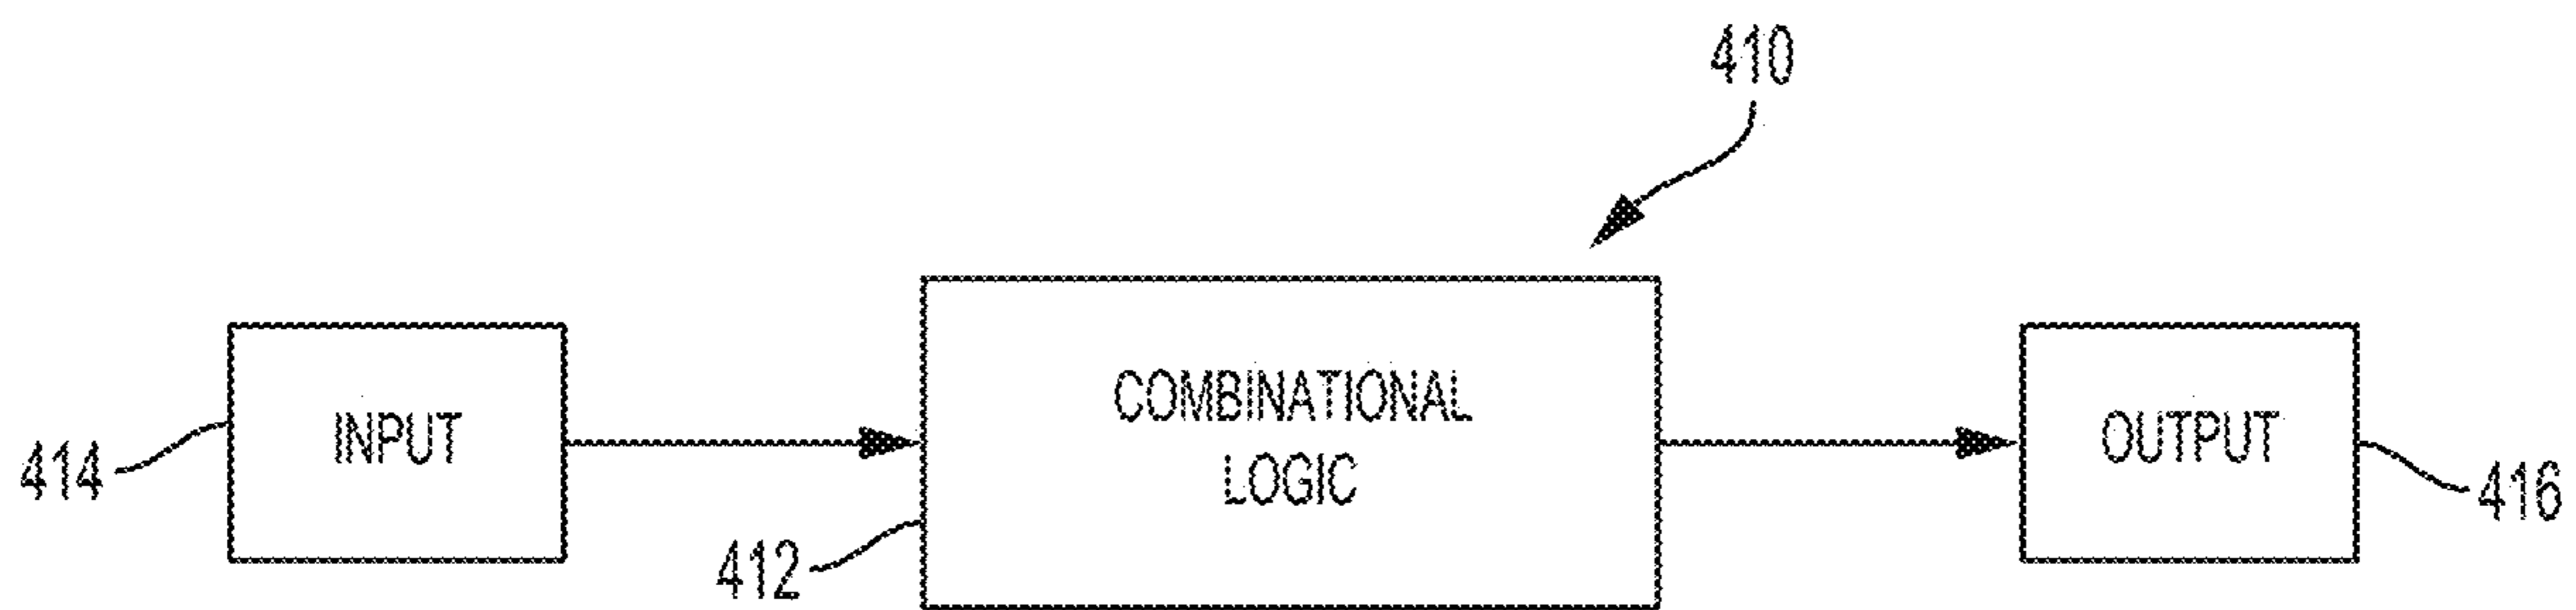 410
INPUT
COMBINATIONAL
LOGIC
OUTPUT
414
412
416